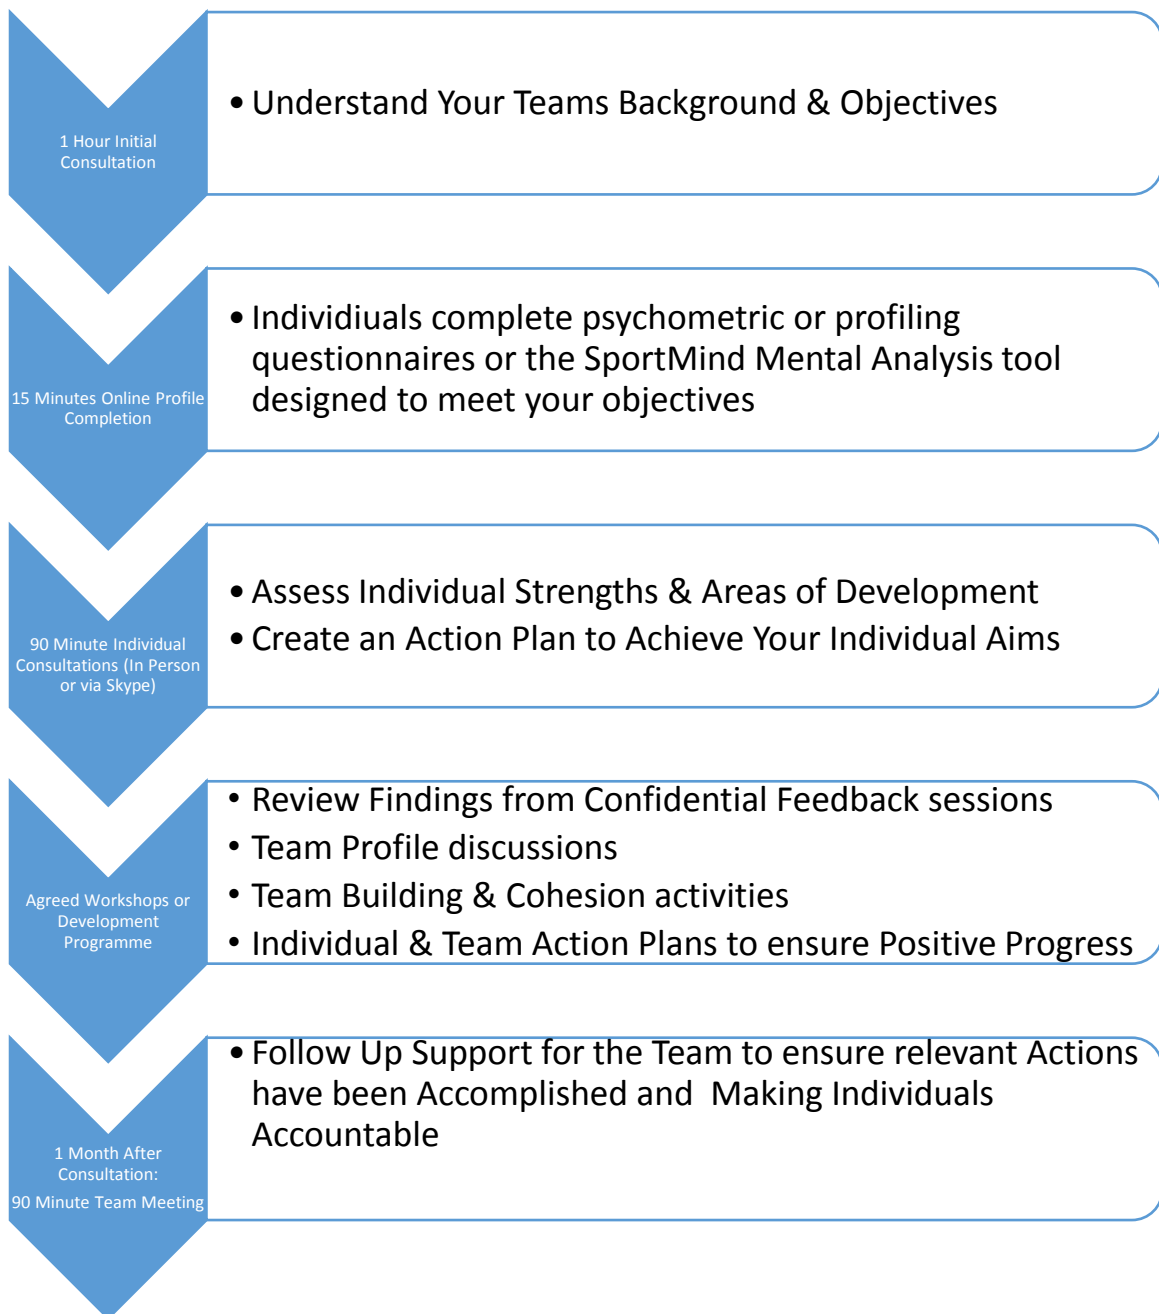 1 Hour Initial
Consultation
• Understand Your Teams Background & Objectives
15 Minutes Online Profile
Completion
• Individiuals complete psychometric or profiling
questionnaires or the SportMind Mental Analysis tool
designed to meet your objectives
90 Minute Individual
Consultations (In Person
or via Skype)
• Assess Individual Strengths & Areas of Development
• Create an Action Plan to Achieve Your Individual Aims
Agreed Workshops or
Development
Programme
• Review Findings from Confidential Feedback sessions
• Team Profile discussions
• Team Building & Cohesion activities
• Individual & Team Action Plans to ensure Positive Progress
1 Month After
Consultation:
90 Minute Team Meeting
• Follow Up Support for the Team to ensure relevant Actions
have been Accomplished and  Making Individuals
Accountable